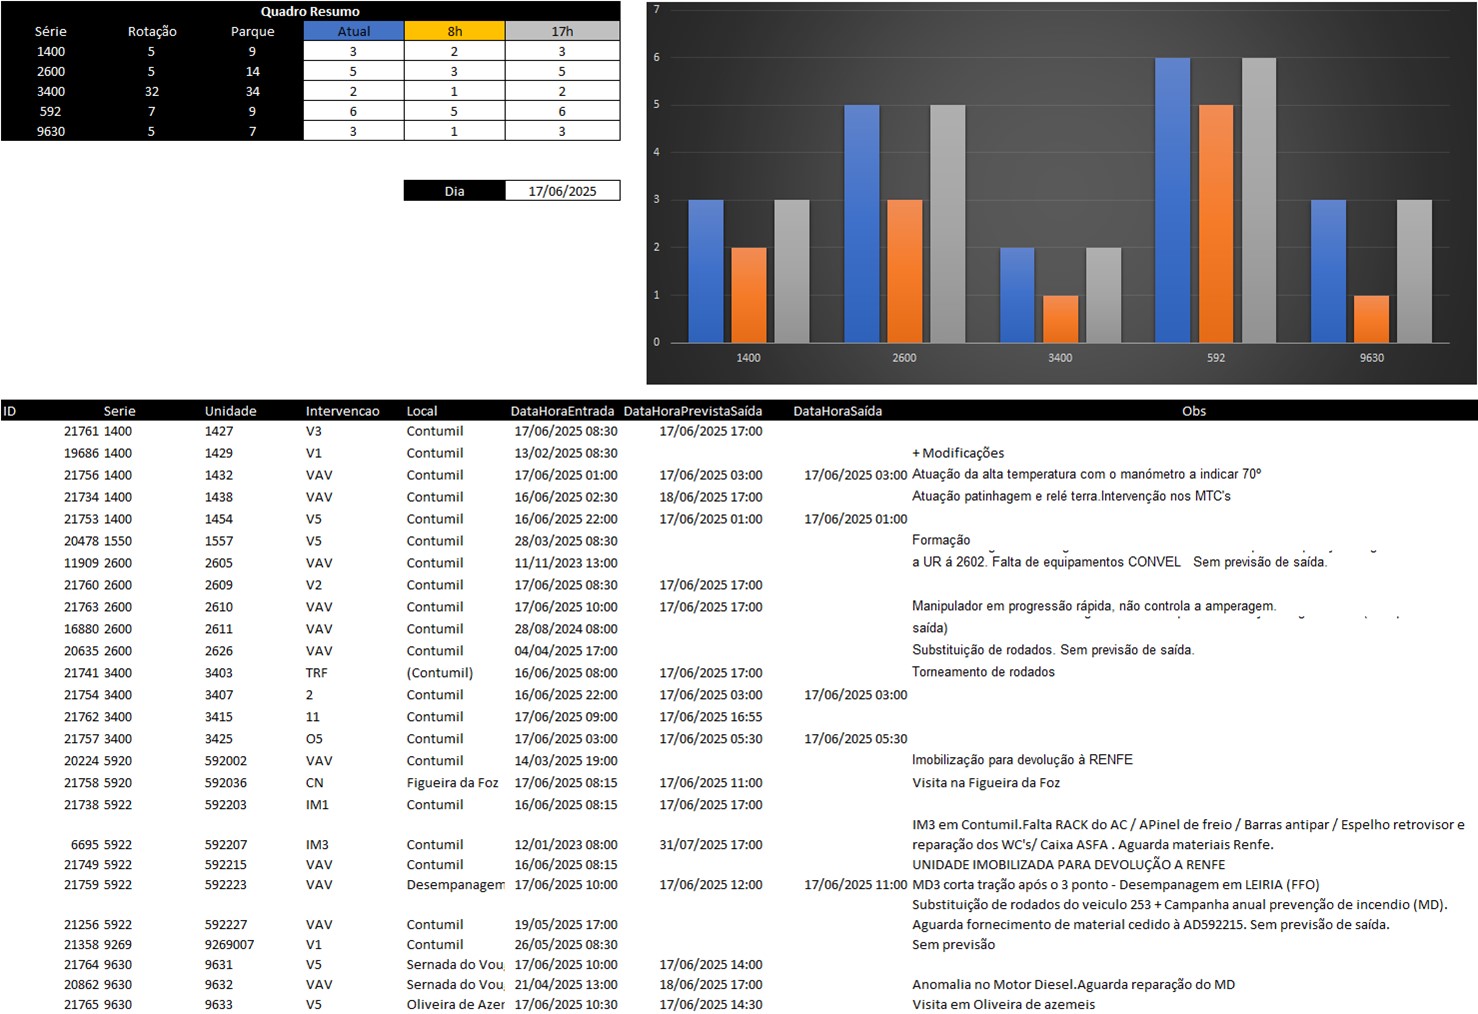 Quadro Resumo
Série Rotação Parque Atual 8h 17h
1400 5 9 3 2 3
2600 5 14 5 3 5
3400 32 34 2 1 2
592 7 9 6 5 6
9630 5 7 3 1 3
Dia 17/06/2025
7
6
5
4
3
2
1
0
1400 2600 3400 592 9630
ID Serie Unidade Intervencao Local DataHoraEntrada DataHoraPrevistaSaída DataHoraSaída Obs
21761 1400 1427 V3 Contumil 17/06/2025 08:30 17/06/2025 17:00
19686 1400 1429 V1 Contumil 13/02/2025 08:30 + Modificações
21756 1400 1432 VAV Contumil 17/06/2025 01:00 17/06/2025 03:00 17/06/2025 03:00 Atuação da alta temperatura com o manómetro a indicar 70º
21734 1400 1438 VAV Contumil 16/06/2025 02:30 18/06/2025 17:00 Atuação patinhagem e relé terra.Intervenção nos MTC's
21753 1400 1454 V5 Contumil 16/06/2025 22:00 17/06/2025 01:00 17/06/2025 01:00
20478 1550 1557 V5 Contumil 28/03/2025 08:30 Formação
11909 2600 2605 VAV Contumil 11/11/2023 13:00 a UR á 2602. Falta de equipamentos CONVEL Sem previsão de saída.
21760 2600 2609 V2 Contumil 17/06/2025 08:30 17/06/2025 17:00
21763 2600 2610 VAV Contumil 17/06/2025 10:00 17/06/2025 17:00 Manipulador em progressão rápida, não controla a amperagem.
16880 2600 2611 VAV Contumil 28/08/2024 08:00 saída)
20635 2600 2626 VAV Contumil 04/04/2025 17:00 Substituição de rodados. Sem previsão de saída.
21741 3400 3403 TRF (Contumil) 16/06/2025 08:00 17/06/2025 17:00 Torneamento de rodados
21754 3400 3407 2 Contumil 16/06/2025 22:00 17/06/2025 03:00 17/06/2025 03:00
21762 3400 3415 11 Contumil 17/06/2025 09:00 17/06/2025 16:55
21757 3400 3425 O5 Contumil 17/06/2025 03:00 17/06/2025 05:30 17/06/2025 05:30
20224 5920 592002 VAV Contumil 14/03/2025 19:00 Imobilização para devolução à RENFE
21758 5920 592036 CN Figueira da Foz 17/06/2025 08:15 17/06/2025 11:00 Visita na Figueira da Foz
21738 5922 592203 IM1 Contumil 16/06/2025 08:15 17/06/2025 17:00
IM3 em Contumil.Falta RACK do AC / APinel de freio / Barras antipar / Espelho retrovisor e
6695 5922 592207 IM3 Contumil 12/01/2023 08:00 31/07/2025 17:00 reparação dos WC's/ Caixa ASFA . Aguarda materiais Renfe.
21749 5922 592215 VAV Contumil 16/06/2025 08:15 UNIDADE IMOBILIZADA PARA DEVOLUÇÃO A RENFE
21759 5922 592223 VAV Desempanagem 17/06/2025 10:00 17/06/2025 12:00 17/06/2025 11:00 MD3 corta tração após o 3 ponto - Desempanagem em LEIRIA (FFO)
Substituição de rodados do veiculo 253 + Campanha anual prevenção de incendio (MD).
21256 5922 592227 VAV Contumil 19/05/2025 17:00 Aguarda fornecimento de material cedido à AD592215. Sem previsão de saída.
21358 9269 9269007 V1 Contumil 26/05/2025 08:30 Sem previsão
21764 9630 9631 V5 Sernada do Vou 17/06/2025 10:00 17/06/2025 14:00
20862 9630 9632 VAV Sernada do Vou 21/04/2025 13:00 18/06/2025 17:00 Anomalia no Motor Diesel.Aguarda reparação do MD
21765 9630 9633 V5 Oliveira de Azer 17/06/2025 10:30 17/06/2025 14:30 Visita em Oliveira de azemeis